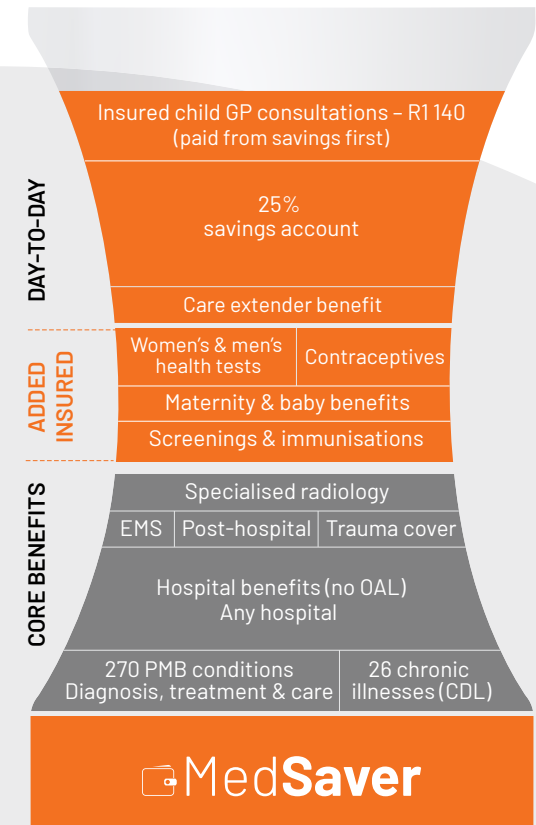 Insured child GP consultations – R1 140
(paid from savings first)
25%
savings account
Care extender benefit
DAY-TO-DAY
Women's & men's
health tests
Contraceptives
Maternity & baby benefits
Screenings & immunisations
ADDED
INSURED
Specialised radiology
EMS
Post-hospital
Trauma cover
Hospital benefits (no OAL)
Any hospital
270 PMB conditions
Diagnosis, treatment & care
26 chronic
illnesses (CDL)
CORE BENEFITS
MedSaver